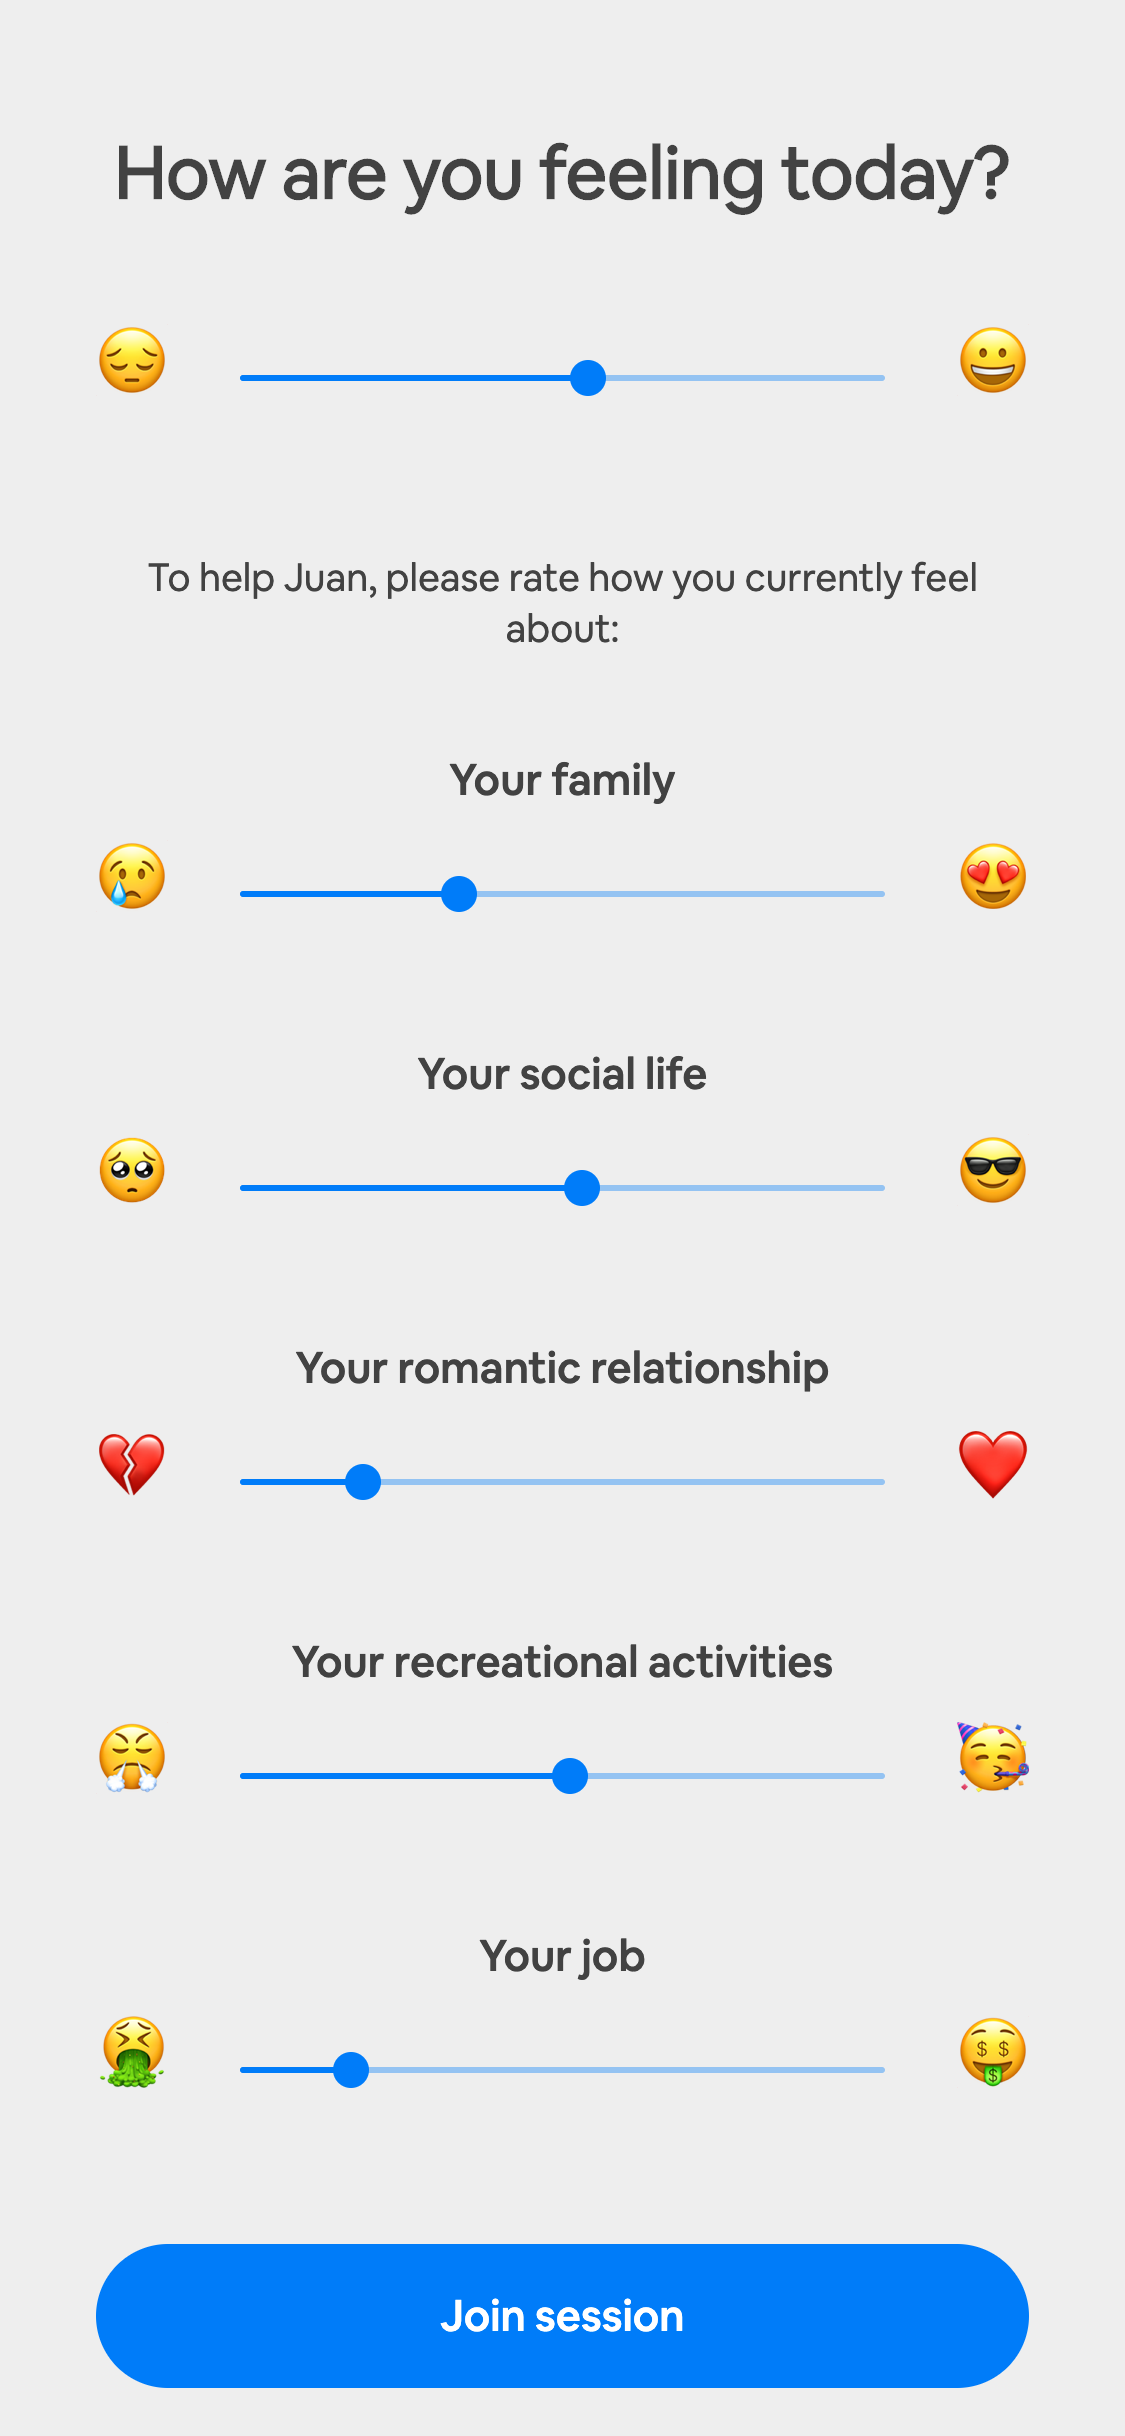 How are you feeling today?
To help Juan, please rate how you currently feel
about:
Your family
Your social life
Your romantic relationship
Your recreational activities
Your job
Join session